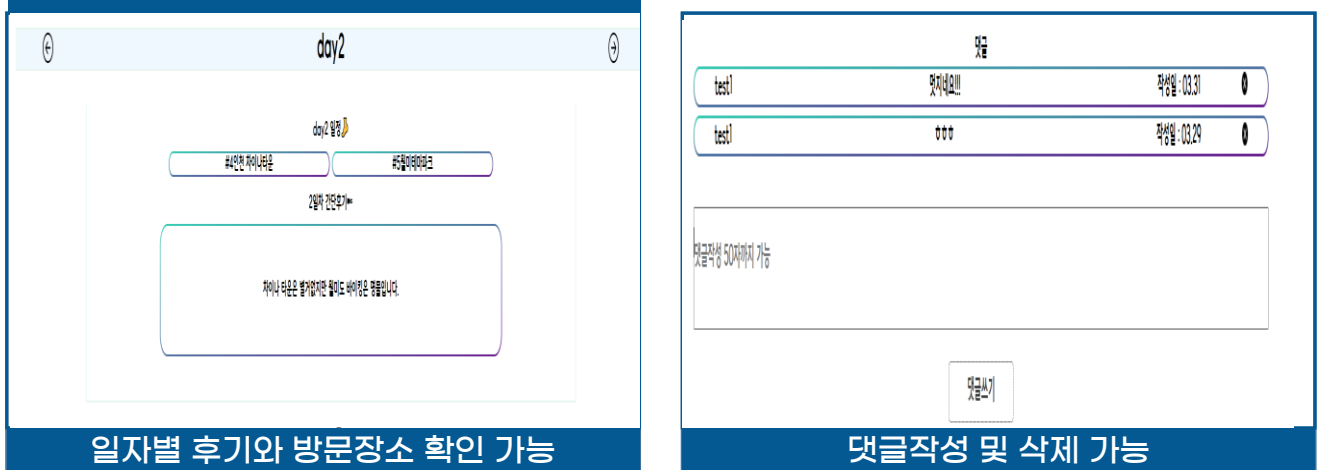 day2
day2 일정
#4인천 차이나타운
#5월미테마파크
2일차 간단후기
차이나 타운은 별거없지만 월미도 바이킹은 명물입니다.
일자별 후기와 방문장소 확인 가능
댓글
test1 멋지네요!!! 작성일 : 03.31
test1 ㅎㅎㅎ 작성일 : 03.29
댓글작성 50자까지 가능
댓글쓰기
댓글작성 및 삭제 가능